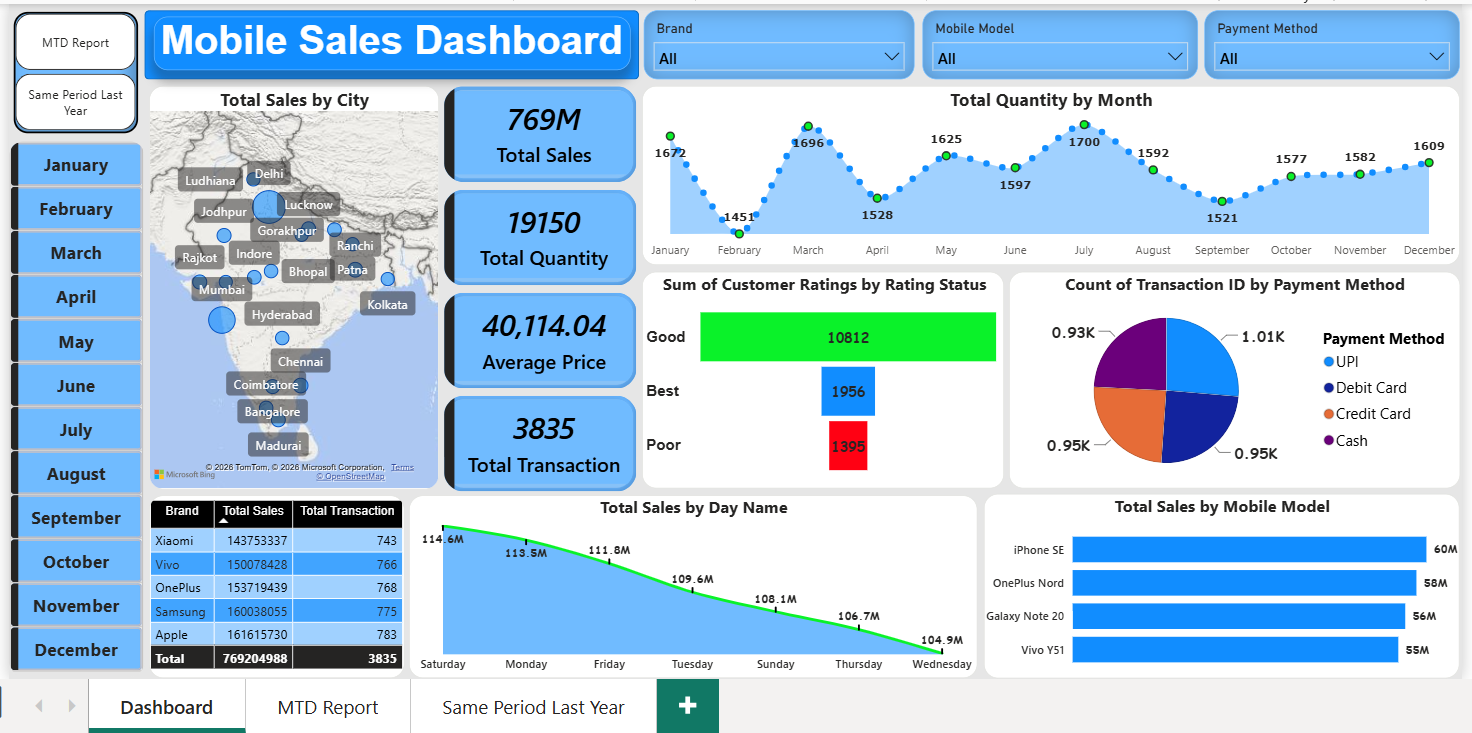 MTD Report
Same Period Last
Year
Mobile Sales Dashboard
Brand
All
Mobile Model
All
Payment Method
All
January
February
March
April
May
June
July
August
September
October
November
December
Total Sales by City
Ludhiana
Delhi
Jodhpur
Lucknow
Gorakhpur
Ranchi
Rajkot
Indore
Bhopal
Patna
Mumbai
Kolkata
Hyderabad
Chennai
Coimbatore
Bangalore
Madurai
© 2026 TomTom, © 2026 Microsoft Corporation, Terms
© OpenStreetMap
Microsoft Bing
769M
Total Sales
19150
Total Quantity
40,114.04
Average Price
3835
Total Transaction
Total Quantity by Month
1672
1451
1696
1528
1625
1597
1700
1592
1521
1577
1582
1609
January February March April May June July August September October November December
Sum of Customer Ratings by Rating Status
Good 10812
Best 1956
Poor 1395
Count of Transaction ID by Payment Method
0.93K
1.01K
0.95K
0.95K
Payment Method
UPI
Debit Card
Credit Card
Cash
Brand Total Sales Total Transaction
Xiaomi 143753337 743
Vivo 150078428 766
OnePlus 153719439 768
Samsung 160038055 775
Apple 161615730 783
Total 769204988 3835
Total Sales by Day Name
114.6M
113.5M
111.8M
109.6M
108.1M
106.7M
104.9M
Saturday Monday Friday Tuesday Sunday Thursday Wednesday
Total Sales by Mobile Model
iPhone SE 60M
OnePlus Nord 58M
Galaxy Note 20 56M
Vivo Y51 55M
Dashboard
MTD Report
Same Period Last Year